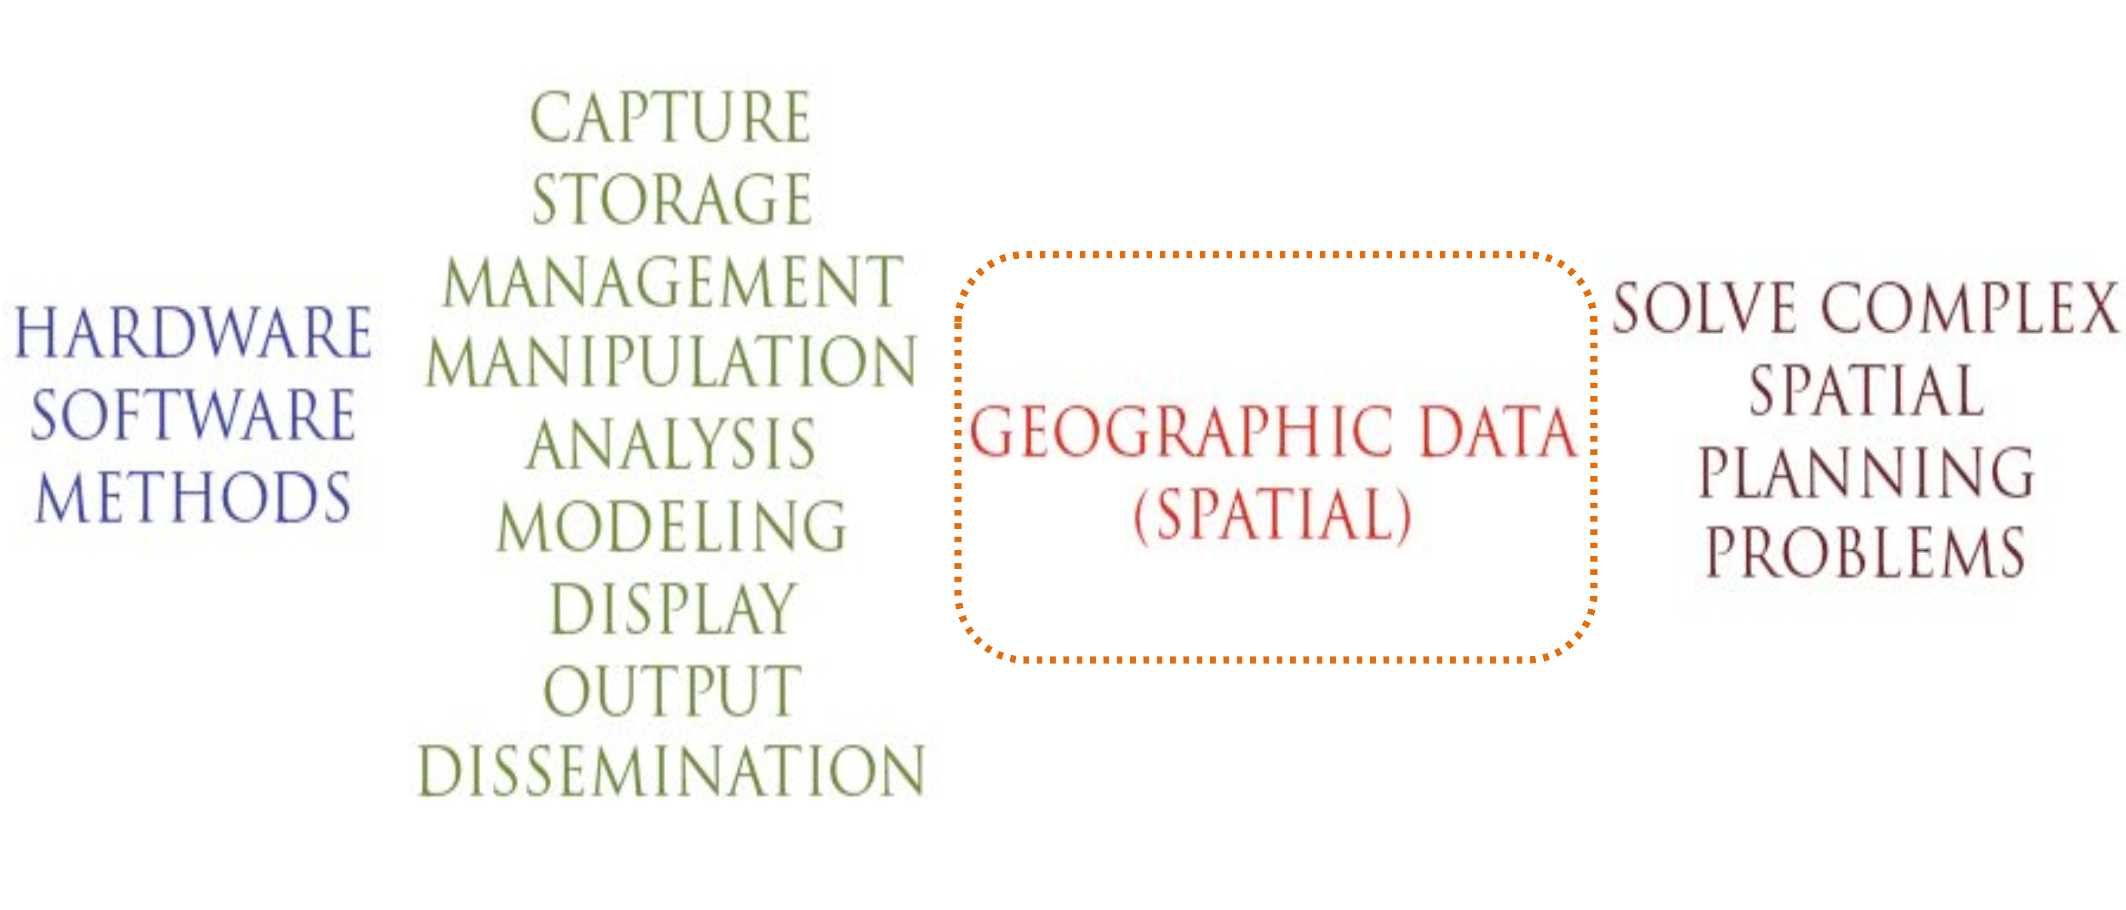 HARDWARE
SOFTWARE
METHODS
CAPTURE
STORAGE
MANAGEMENT
MANIPULATION
ANALYSIS
MODELING
DISPLAY
OUTPUT
DISSEMINATION
GEOGRAPHIC DATA
(SPATIAL)
SOLVE COMPLEX
SPATIAL
PLANNING
PROBLEMS